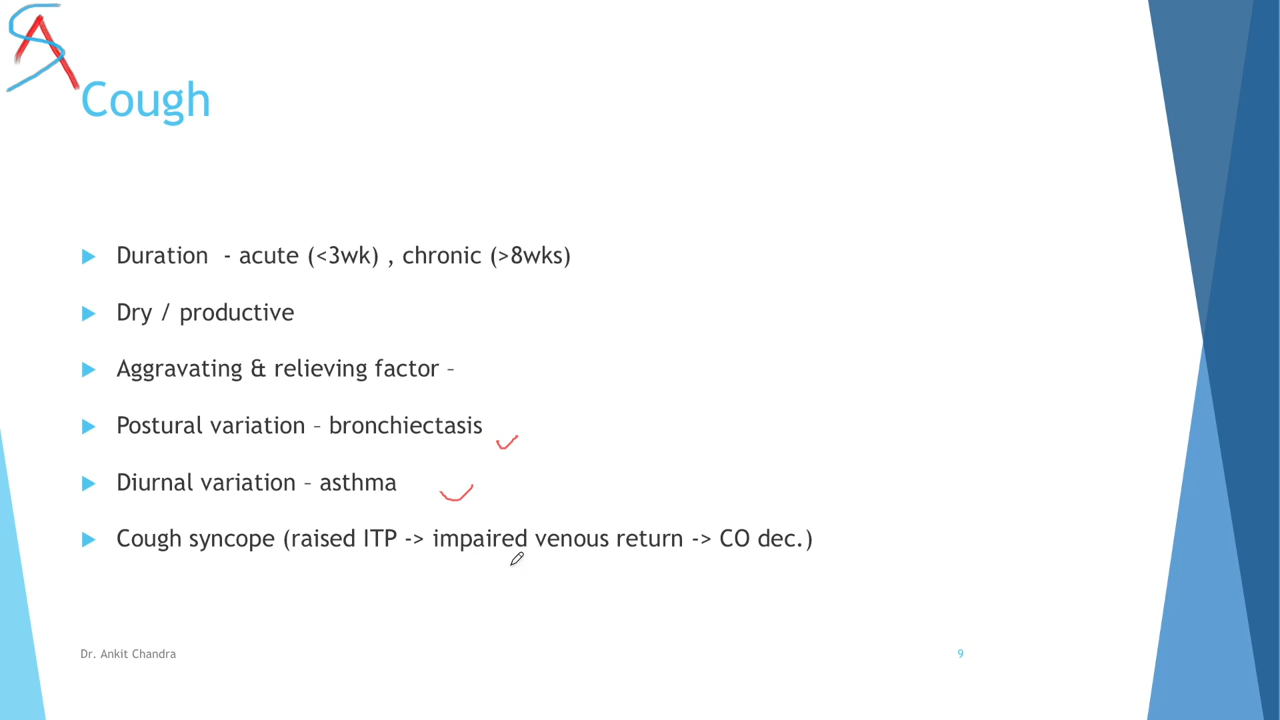 SA
Cough
Duration  - acute (<3wk) , chronic (>8wks)
Dry / productive
Aggravating & relieving factor –
Postural variation – bronchiectasis
Diurnal variation – asthma
Cough syncope (raised ITP -> impaired venous return -> CO dec.)
Dr. Ankit Chandra
9